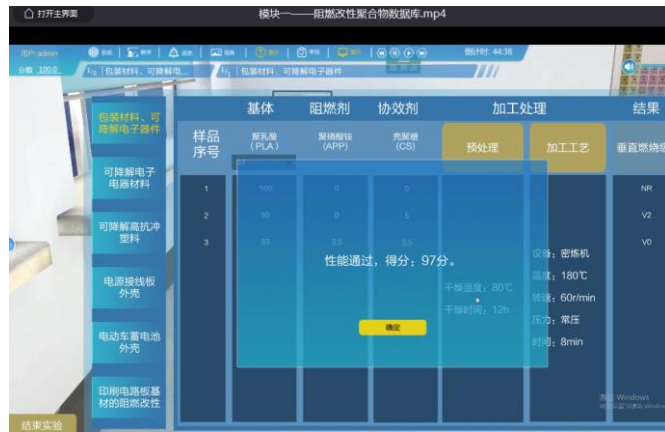 打开主界面
模块一——阻燃改性聚合物数据库.mp4
用户:admin
倒计时: 44:38
分数 100.0
1/6 包装材料、可降解电...
1/1 包装材料、可降解电子器件
包装材料、可降解电子器件
可降解电子电器材料
可降解高抗冲塑料
电源接线板外壳
电动车蓄电池外壳
印刷电路板基材的阻燃改性
结束实验
基体 阻燃剂 协效剂 加工处理 结果
样品序号 聚乳酸(PLA) 聚磷酸铵(APP) 壳聚糖(CS) 预处理 加工工艺 垂直燃烧级
1 100 0 0 NR
2 95 0 5 V2
3 93 3.5 3.5 V0
性能通过，得分：97分。
确定
干燥温度：80℃
干燥时间：12h
设备：密炼机
温度：180℃
转速：60r/min
压力：常压
时间：8min